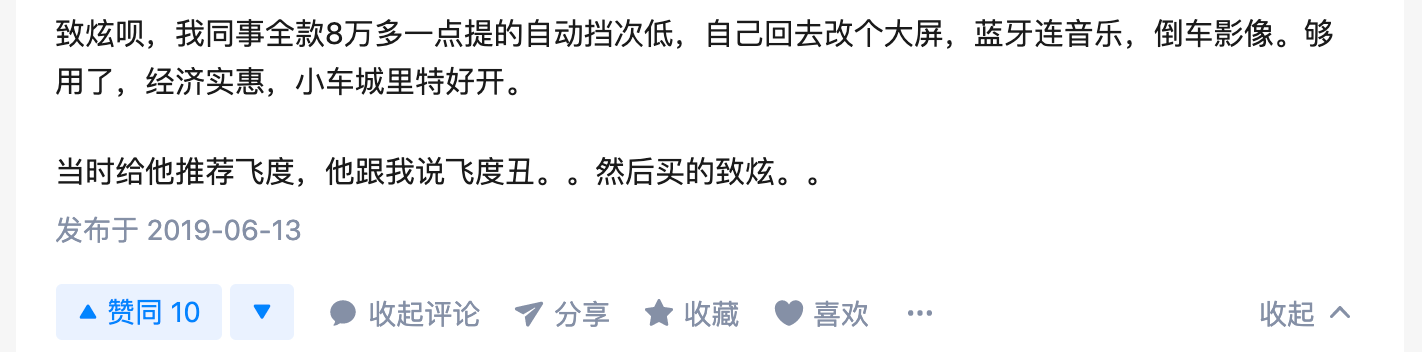 致炫呗，我同事全款8万多一点提的自动挡次低，自己回去改个大屏，蓝牙连音乐，倒车影像。够
用了，经济实惠，小车城里特好开。
当时给他推荐飞度，他跟我说飞度丑。。然后买的致炫。。
发布于 2019-06-13
赞同 10 收起评论 分享 收藏 喜欢 ··· 收起